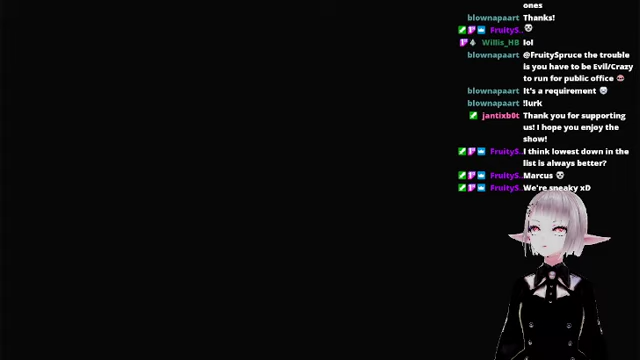 ones
blownapaart Thanks!
FruityS..
Willis_HB lol
blownapaart @FruitySpruce the trouble
is you have to be Evil/Crazy
to run for public office
blownapaart It's a requirement
blownapaart !lurk
jantixb0t Thank you for supporting
us! I hope you enjoy the
show!
FruityS.. I think lowest down in the
list is always better?
FruityS.. Marcus
FruityS.. We're sneaky xD